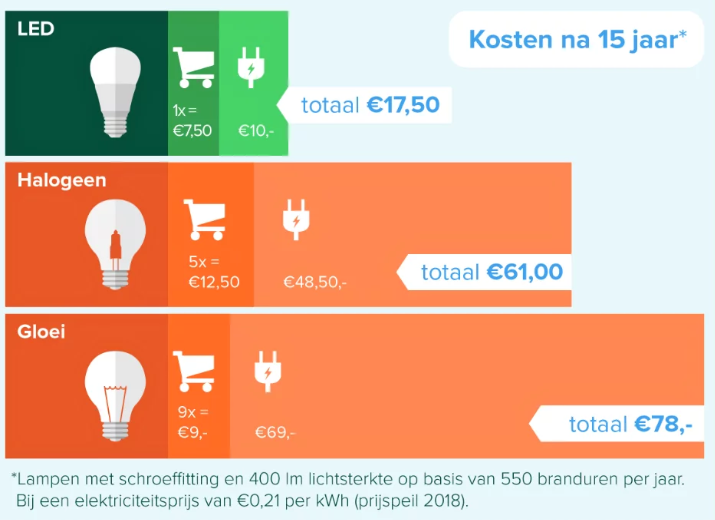 LED
Kosten na 15 jaar*
1x =
€7,50
€10,-
totaal €17,50
Halogeen
5x =
€12,50
€48,50,-
totaal €61,00
Gloei
9x =
€9,-
€69,-
totaal €78,-
*Lampen met schroeffitting en 400 lm lichtsterkte op basis van 550 branduren per jaar.
Bij een elektriciteitsprijs van €0,21 per kWh (prijspeil 2018).